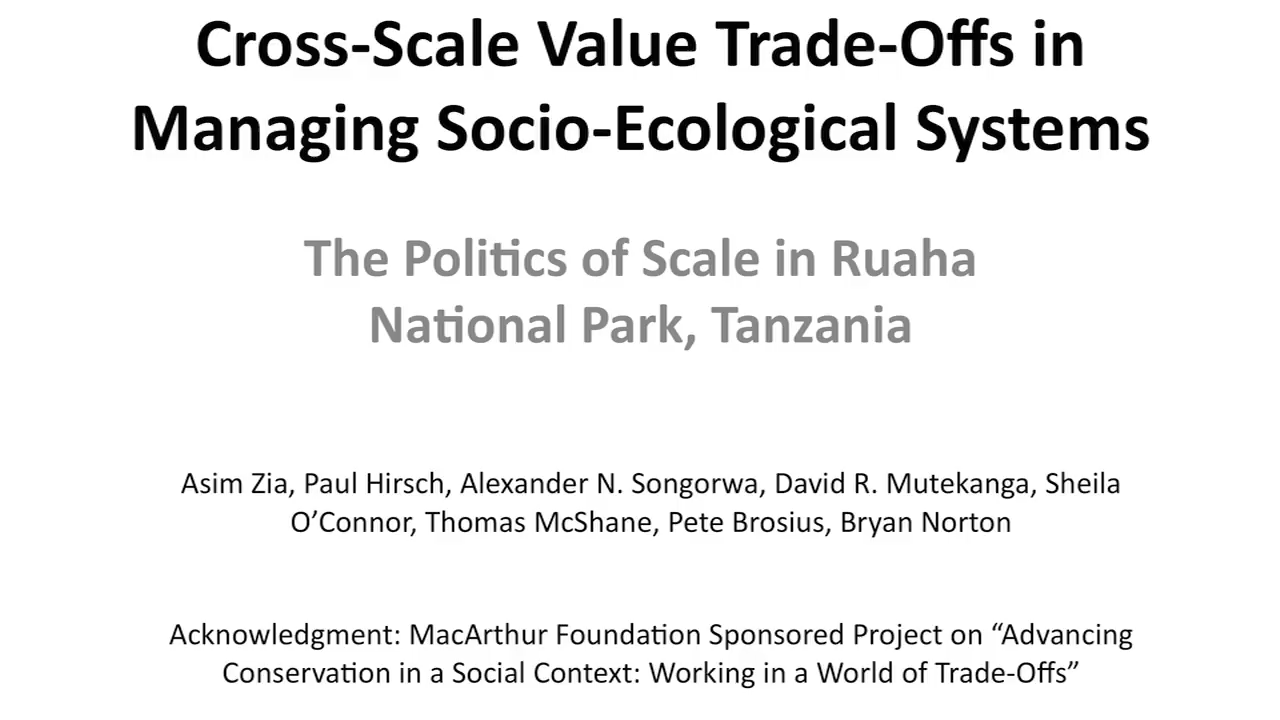 Cross-Scale Value Trade-Offs in
Managing Socio-Ecological Systems
The Politics of Scale in Ruaha
National Park, Tanzania
Asim Zia, Paul Hirsch, Alexander N. Songorwa, David R. Mutekanga, Sheila
O’Connor, Thomas McShane, Pete Brosius, Bryan Norton
Acknowledgment: MacArthur Foundation Sponsored Project on “Advancing
Conservation in a Social Context: Working in a World of Trade-Offs”